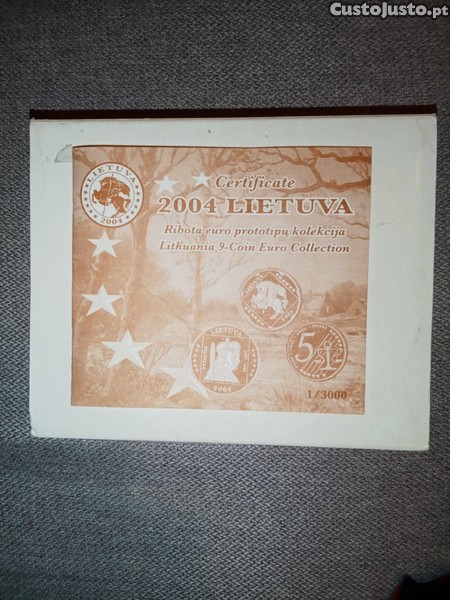 CustoJusto.pt
LIETUVA
2004
Certificate
2004 LIETUVA
Ribota euro prototipų kolekcija
Lithuania 9-Coin Euro Collection
LIETUVA
2004
5
1/3000